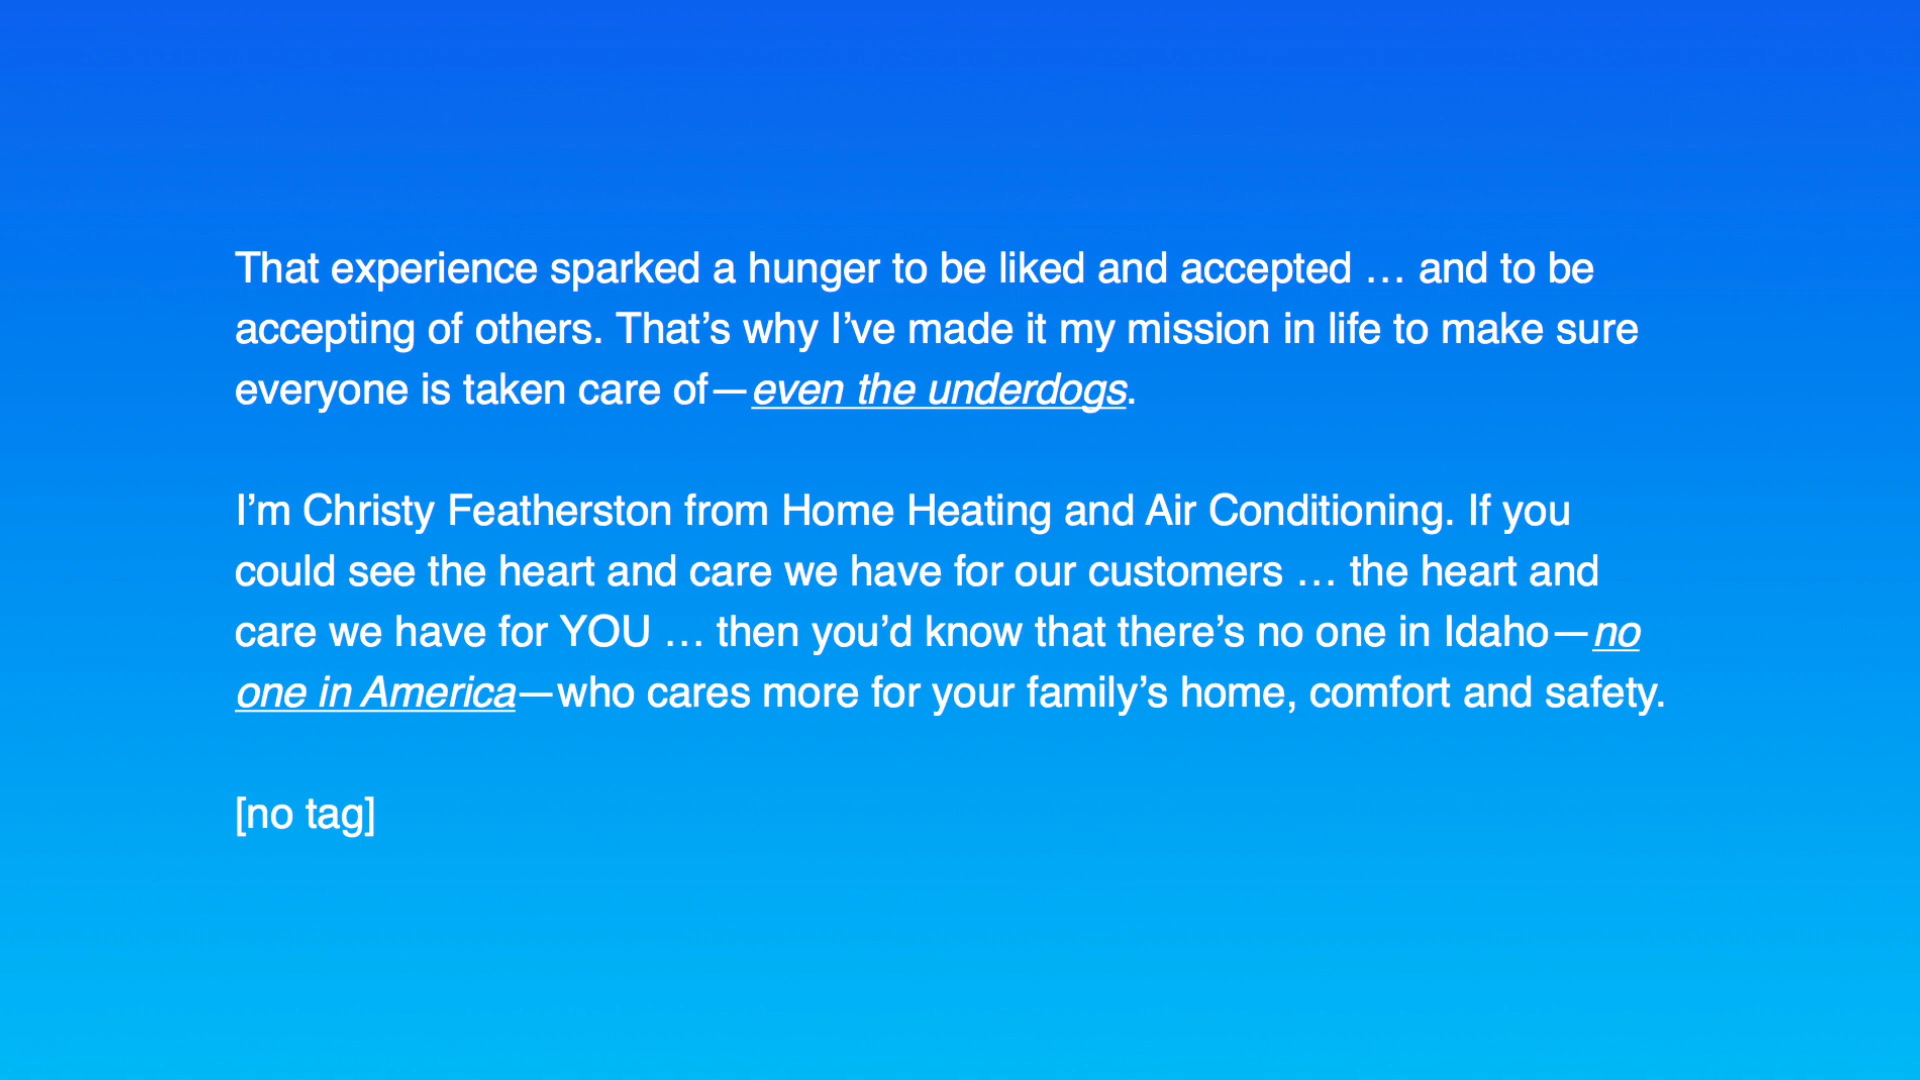 That experience sparked a hunger to be liked and accepted … and to be
accepting of others. That’s why I’ve made it my mission in life to make sure
everyone is taken care of—even the underdogs.
I’m Christy Featherston from Home Heating and Air Conditioning. If you
could see the heart and care we have for our customers … the heart and
care we have for YOU … then you’d know that there’s no one in Idaho—no
one in America—who cares more for your family’s home, comfort and safety.
[no tag]